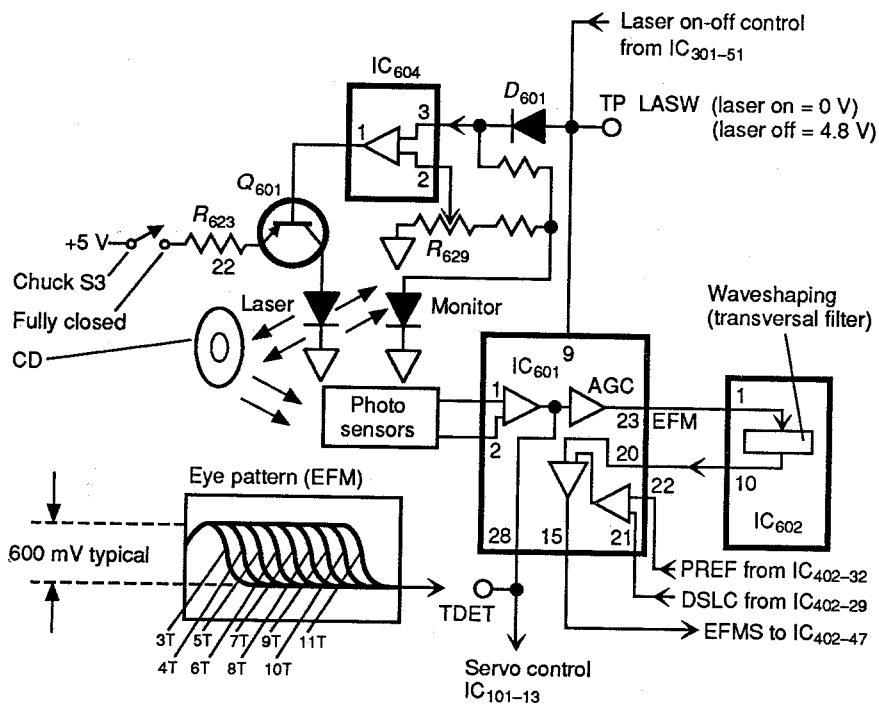 Laser on-off control
from IC301–51
IC604
D601
TP LASW (laser on = 0 V)
(laser off = 4.8 V)
3
1
2
Q601
R623
+5 V
22
R629
Chuck S3
Fully closed
CD
Laser
Monitor
Waveshaping
(transversal filter)
9
IC601
AGC
1
2
Photo
sensors
23
EFM
1
20
10
22
IC602
28
15
21
Eye pattern (EFM)
600 mV typical
PREF from IC402–32
DSLC from IC402–29
EFMS to IC402–47
TDET
3T
5T
7T
9T
11T
4T
6T
8T
10T
Servo control
IC101–13